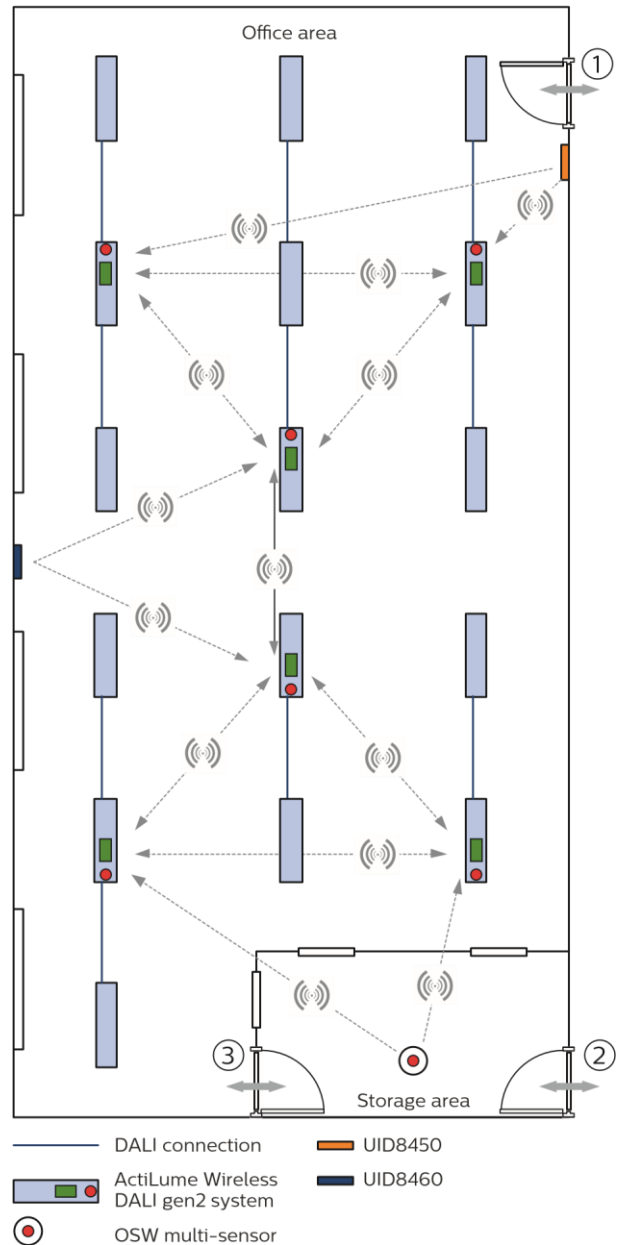 Office area
①
③
②
Storage area
DALI connection
UID8450
ActiLume Wireless
DALI gen2 system
UID8460
OSW multi-sensor